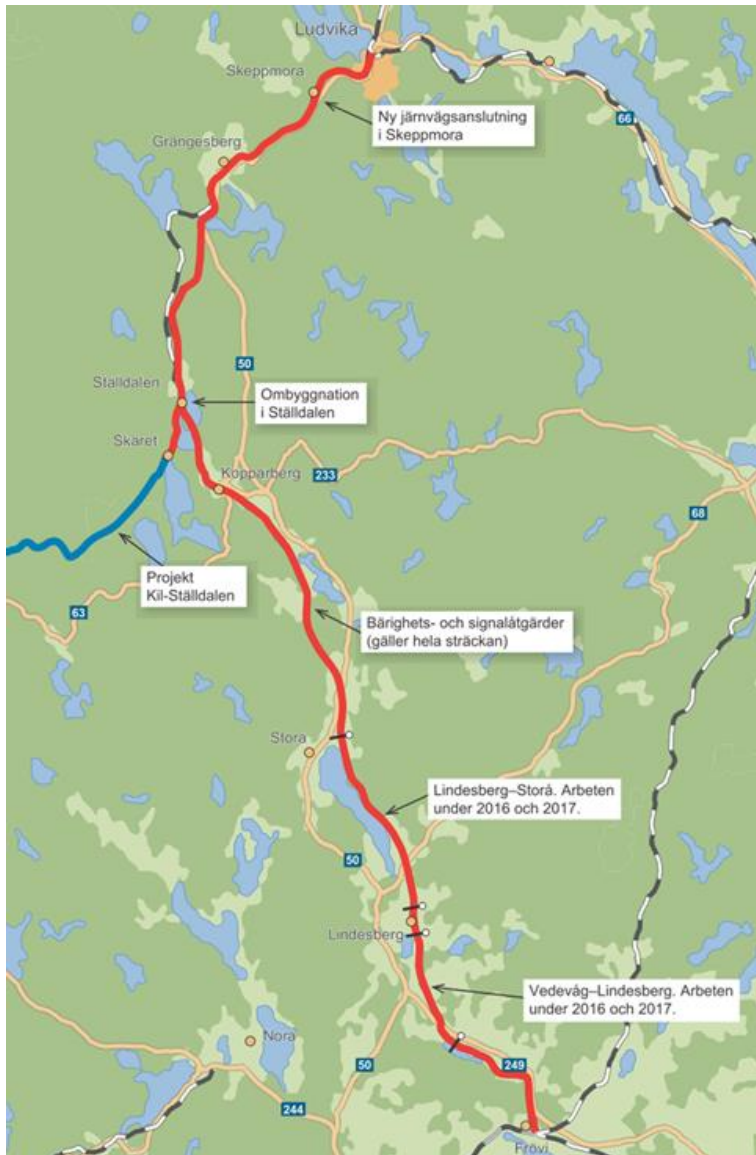 Ludvika
Skeppmora
Ny järnvägsanslutning
i Skeppmora
66
Grängesberg
50
Ställdalen
Ombyggnation
i Ställdalen
Skäret
Kopparberg
233
68
Projekt
Kil-Ställdalen
63
Bärighets- och signalåtgärder
(gäller hela sträckan)
Storå
Lindesberg–Storå. Arbeten
under 2016 och 2017.
50
Lindesberg
Vedevåg–Lindesberg. Arbeten
under 2016 och 2017.
Nora
50
249
244
Frövi